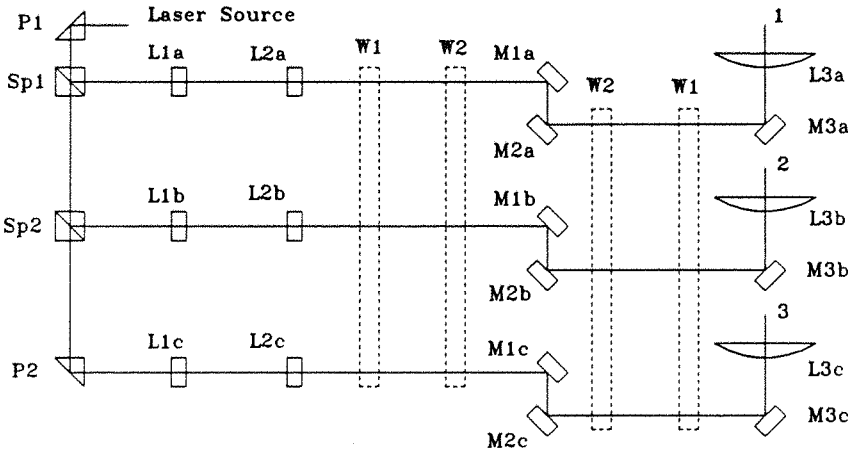 P1 Laser Source
1
Sp1 L1a L2a W1 W2 M1a L3a
W2 W1
M2a M3a
2
Sp2 L1b L2b M1b L3b
M2b M3b
3
P2 L1c L2c M1c L3c
M2c M3c